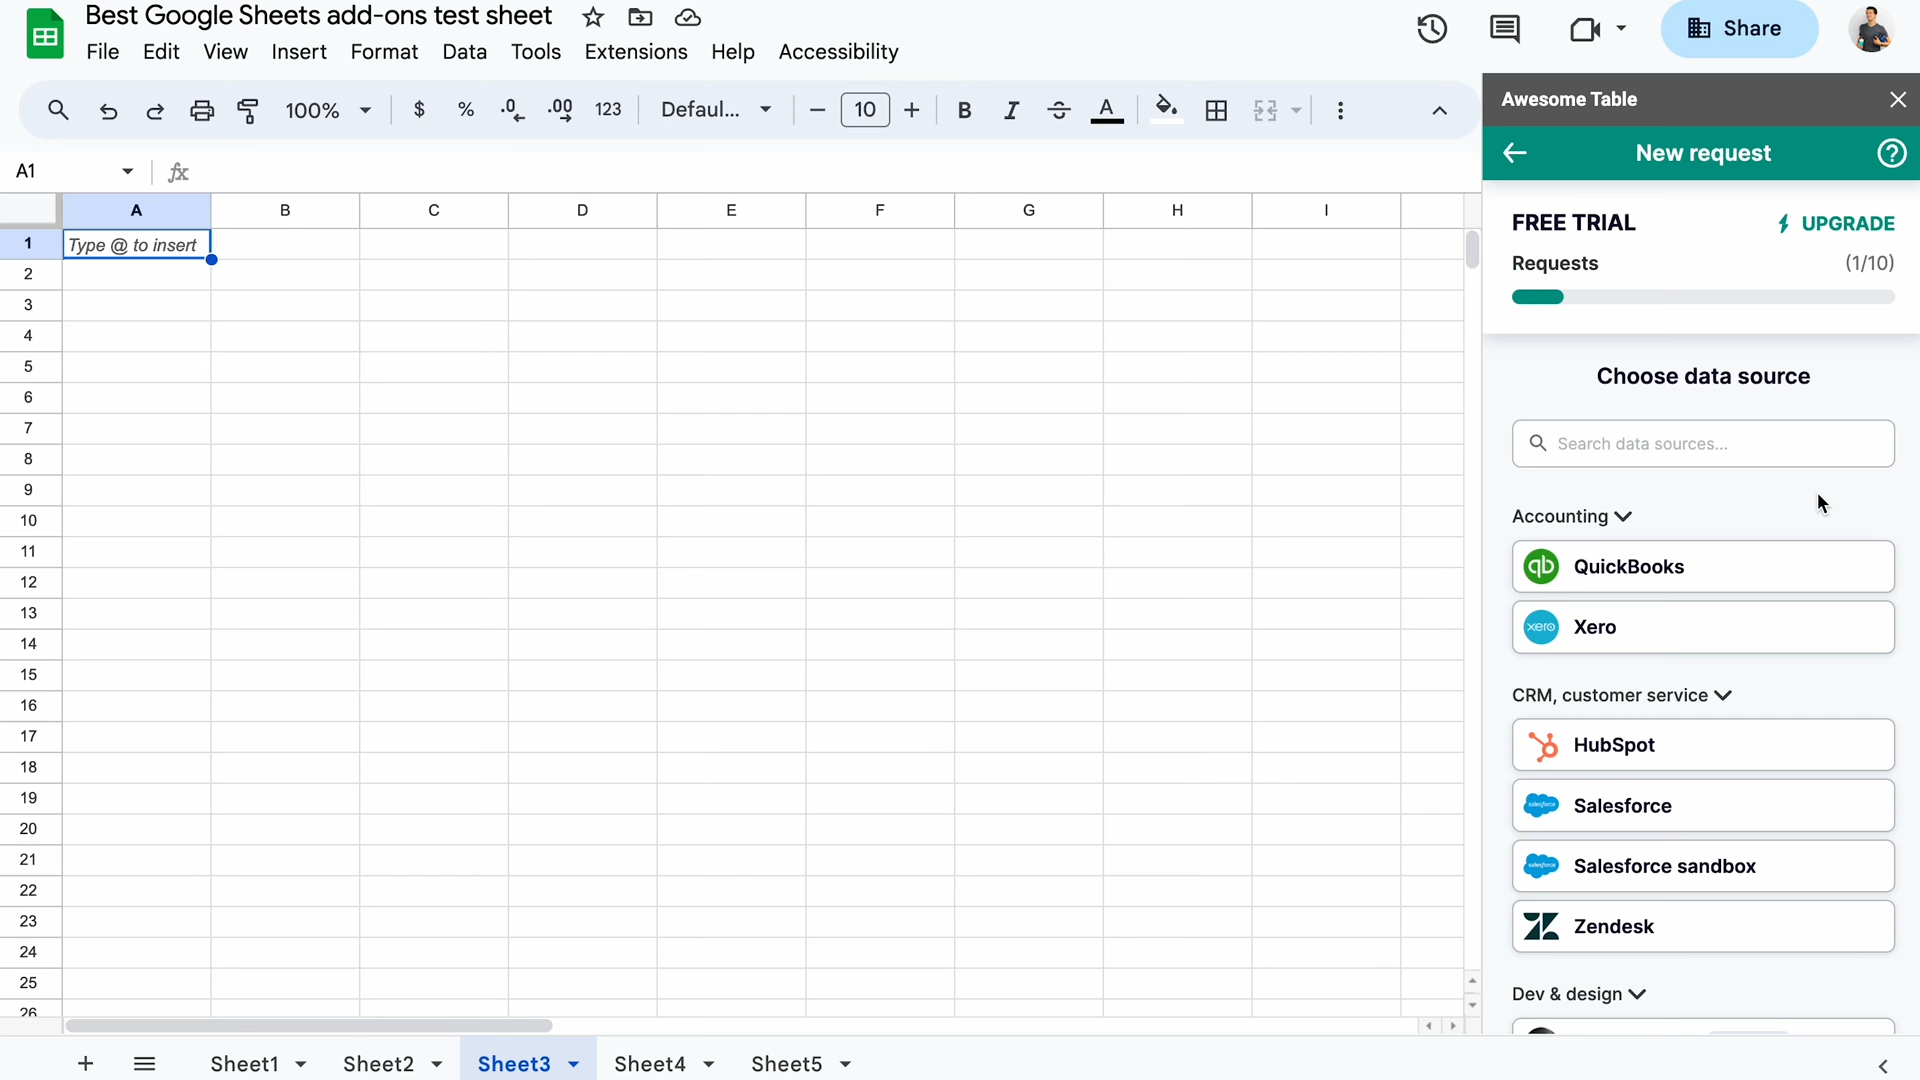 Best Google Sheets add-ons test sheet
File Edit View Insert Format Data Tools Extensions Help Accessibility
Share
100% $ % .0 .00 123 Defaul... 10 B I A
A1 fx
A B C D E F G H I
1 Type @ to insert
2
3
4
5
6
7
8
9
10
11
12
13
14
15
16
17
18
19
20
21
22
23
24
25
26
Sheet1 Sheet2 Sheet3 Sheet4 Sheet5
Awesome Table
New request
FREE TRIAL UPGRADE
Requests (1/10)
Choose data source
Search data sources...
Accounting
qb QuickBooks
xero Xero
CRM, customer service
HubSpot
salesforce Salesforce
salesforce Salesforce sandbox
Zendesk
Dev & design